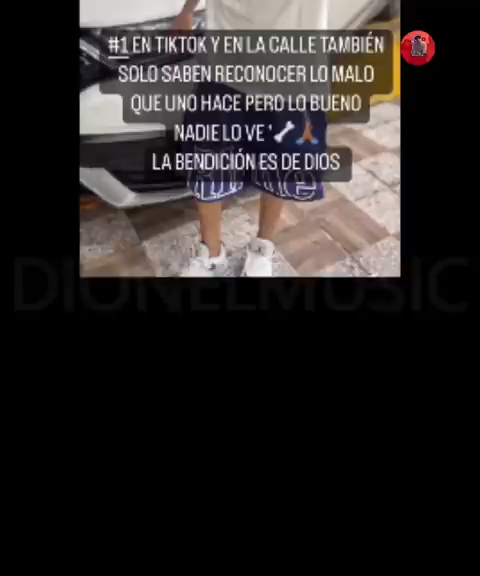 #1 EN TIKTOK Y EN LA CALLE TAMBIÉN
SOLO SABEN RECONOCER LO MALO
QUE UNO HACE PERO LO BUENO
NADIE LO VE '🦴🙏🏽
LA BENDICIÓN ES DE DIOS
DIONELMUSIC